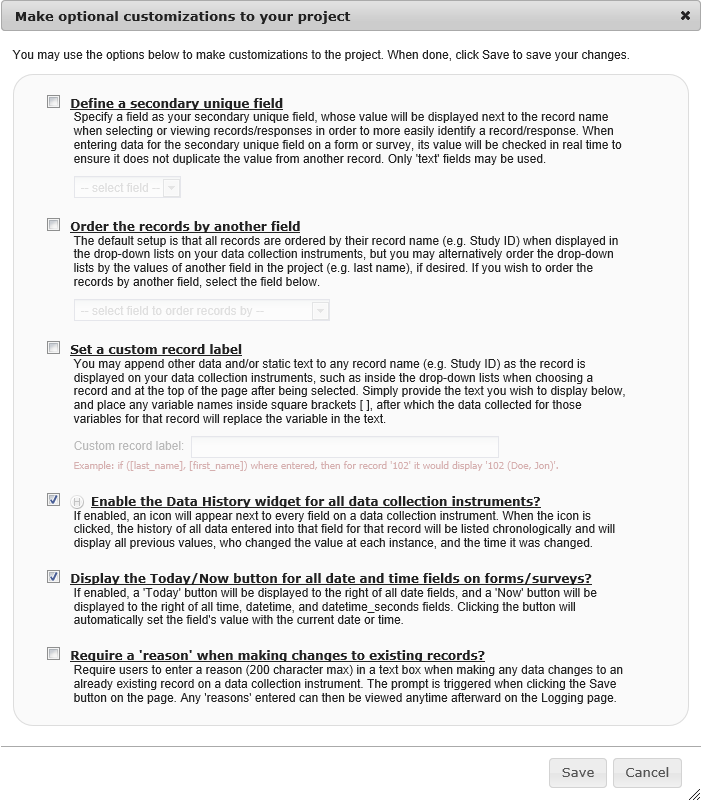 Make optional customizations to your project
You may use the options below to make customizations to the project. When done, click Save to save your changes.
Define a secondary unique field
Specify a field as your secondary unique field, whose value will be displayed next to the record name
when selecting or viewing records/responses in order to more easily identify a record/response. When
entering data for the secondary unique field on a form or survey, its value will be checked in real time to
ensure it does not duplicate the value from another record. Only 'text' fields may be used.
-- select field --
Order the records by another field
The default setup is that all records are ordered by their record name (e.g. Study ID) when displayed in
the drop-down lists on your data collection instruments, but you may alternatively order the drop-down
lists by the values of another field in the project (e.g. last name), if desired. If you wish to order the
records by another field, select the field below.
-- select field to order records by --
Set a custom record label
You may append other data and/or static text to any record name (e.g. Study ID) as the record is
displayed on your data collection instruments, such as inside the drop-down lists when choosing a
record and at the top of the page after being selected. Simply provide the text you wish to display below,
and place any variable names inside square brackets [ ], after which the data collected for those
variables for that record will replace the variable in the text.
Custom record label:
Example: if ([last_name], [first_name]) where entered, then for record '102' it would display '102 (Doe, Jon)'.
H Enable the Data History widget for all data collection instruments?
If enabled, an icon will appear next to every field on a data collection instrument. When the icon is
clicked, the history of all data entered into that field for that record will be listed chronologically and will
display all previous values, who changed the value at each instance, and the time it was changed.
Display the Today/Now button for all date and time fields on forms/surveys?
If enabled, a 'Today' button will be displayed to the right of all date fields, and a 'Now' button will be
displayed to the right of all time, datetime, and datetime_seconds fields. Clicking the button will
automatically set the field's value with the current date or time.
Require a 'reason' when making changes to existing records?
Require users to enter a reason (200 character max) in a text box when making any data changes to an
already existing record on a data collection instrument. The prompt is triggered when clicking the Save
button on the page. Any 'reasons' entered can then be viewed anytime afterward on the Logging page.
Save Cancel